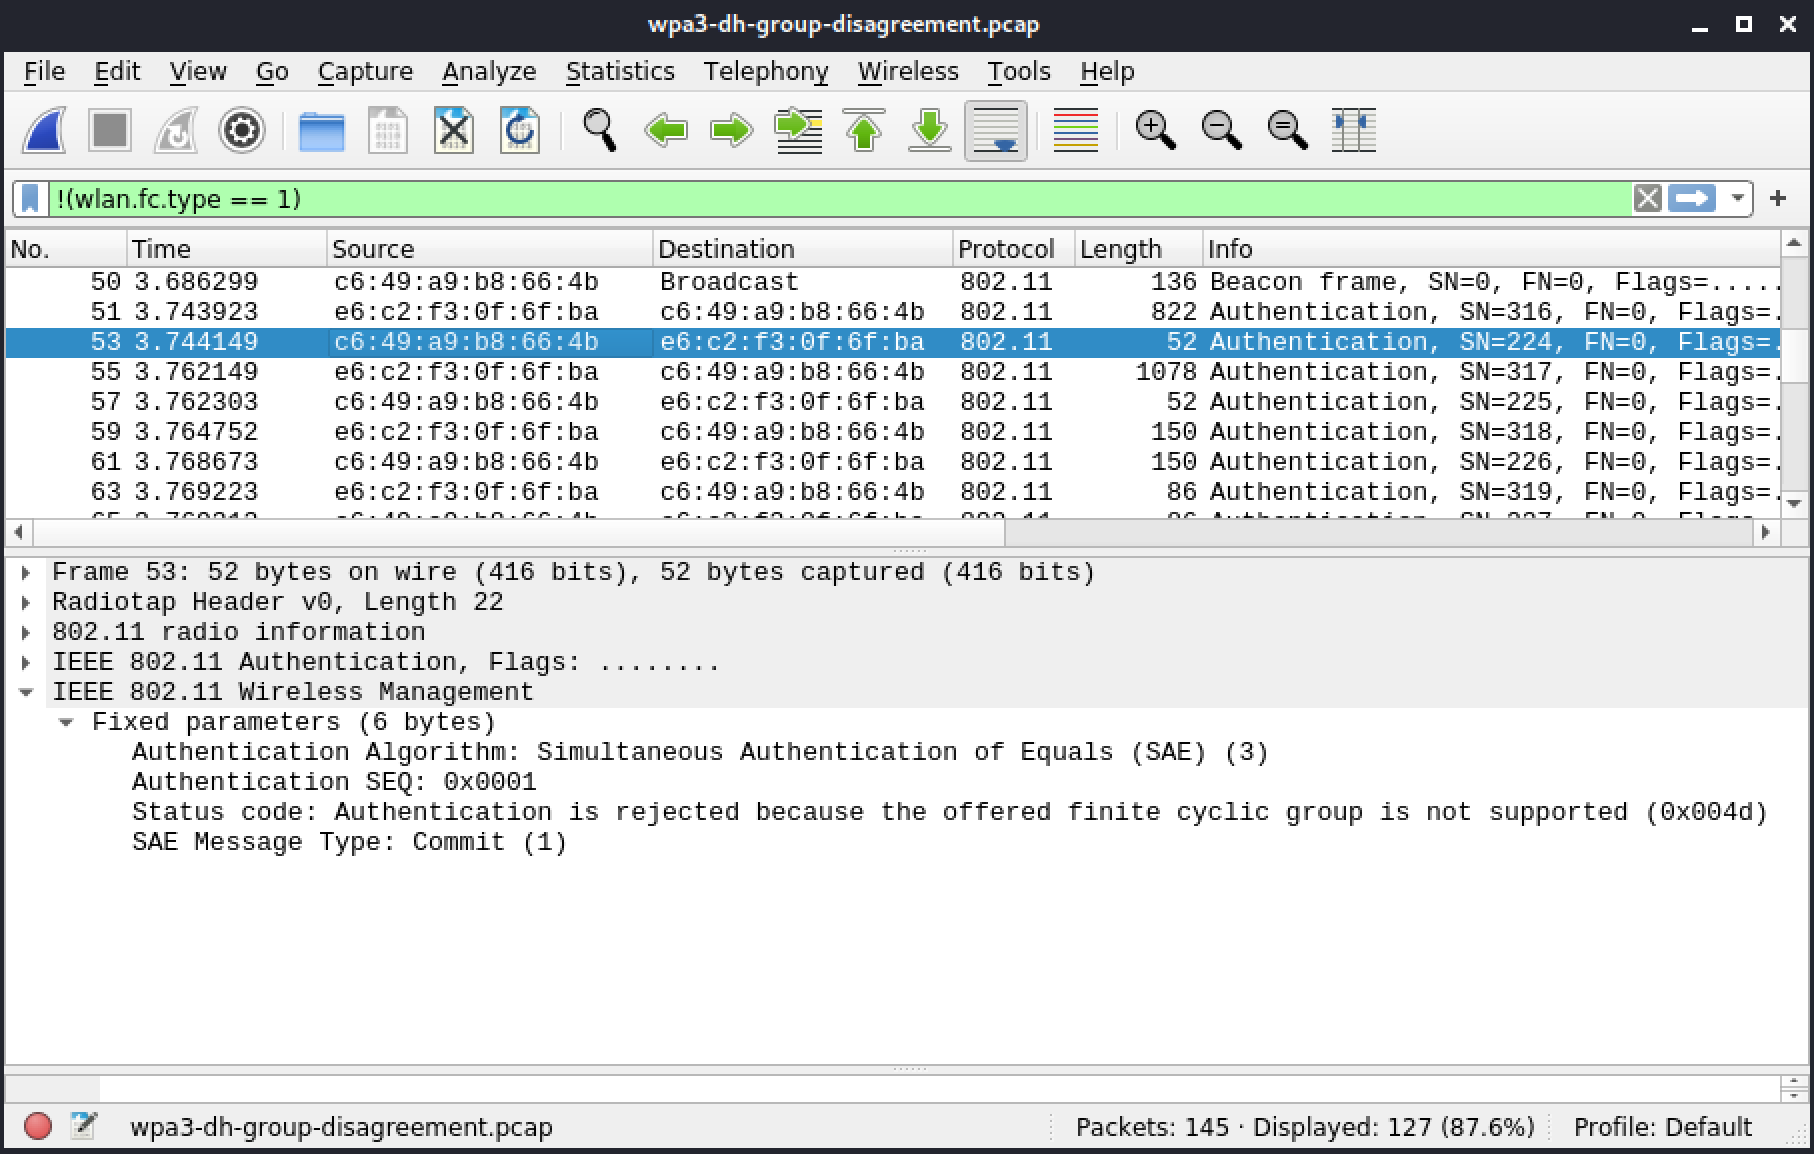 wpa3-dh-group-disagreement.pcap
File Edit View Go Capture Analyze Statistics Telephony Wireless Tools Help
!(wlan.fc.type == 1)
No. Time Source Destination Protocol Length Info
50 3.686299 c6:49:a9:b8:66:4b Broadcast 802.11 136 Beacon frame, SN=0, FN=0, Flags=.....
51 3.743923 e6:c2:f3:0f:6f:ba c6:49:a9:b8:66:4b 802.11 822 Authentication, SN=316, FN=0, Flags=.
53 3.744149 c6:49:a9:b8:66:4b e6:c2:f3:0f:6f:ba 802.11 52 Authentication, SN=224, FN=0, Flags=.
55 3.762149 e6:c2:f3:0f:6f:ba c6:49:a9:b8:66:4b 802.11 1078 Authentication, SN=317, FN=0, Flags=.
57 3.762303 c6:49:a9:b8:66:4b e6:c2:f3:0f:6f:ba 802.11 52 Authentication, SN=225, FN=0, Flags=.
59 3.764752 e6:c2:f3:0f:6f:ba c6:49:a9:b8:66:4b 802.11 150 Authentication, SN=318, FN=0, Flags=.
61 3.768673 c6:49:a9:b8:66:4b e6:c2:f3:0f:6f:ba 802.11 150 Authentication, SN=226, FN=0, Flags=.
63 3.769223 e6:c2:f3:0f:6f:ba c6:49:a9:b8:66:4b 802.11 86 Authentication, SN=319, FN=0, Flags=.
Frame 53: 52 bytes on wire (416 bits), 52 bytes captured (416 bits)
Radiotap Header v0, Length 22
802.11 radio information
IEEE 802.11 Authentication, Flags: ........
IEEE 802.11 Wireless Management
Fixed parameters (6 bytes)
Authentication Algorithm: Simultaneous Authentication of Equals (SAE) (3)
Authentication SEQ: 0x0001
Status code: Authentication is rejected because the offered finite cyclic group is not supported (0x004d)
SAE Message Type: Commit (1)
wpa3-dh-group-disagreement.pcap Packets: 145 · Displayed: 127 (87.6%) Profile: Default